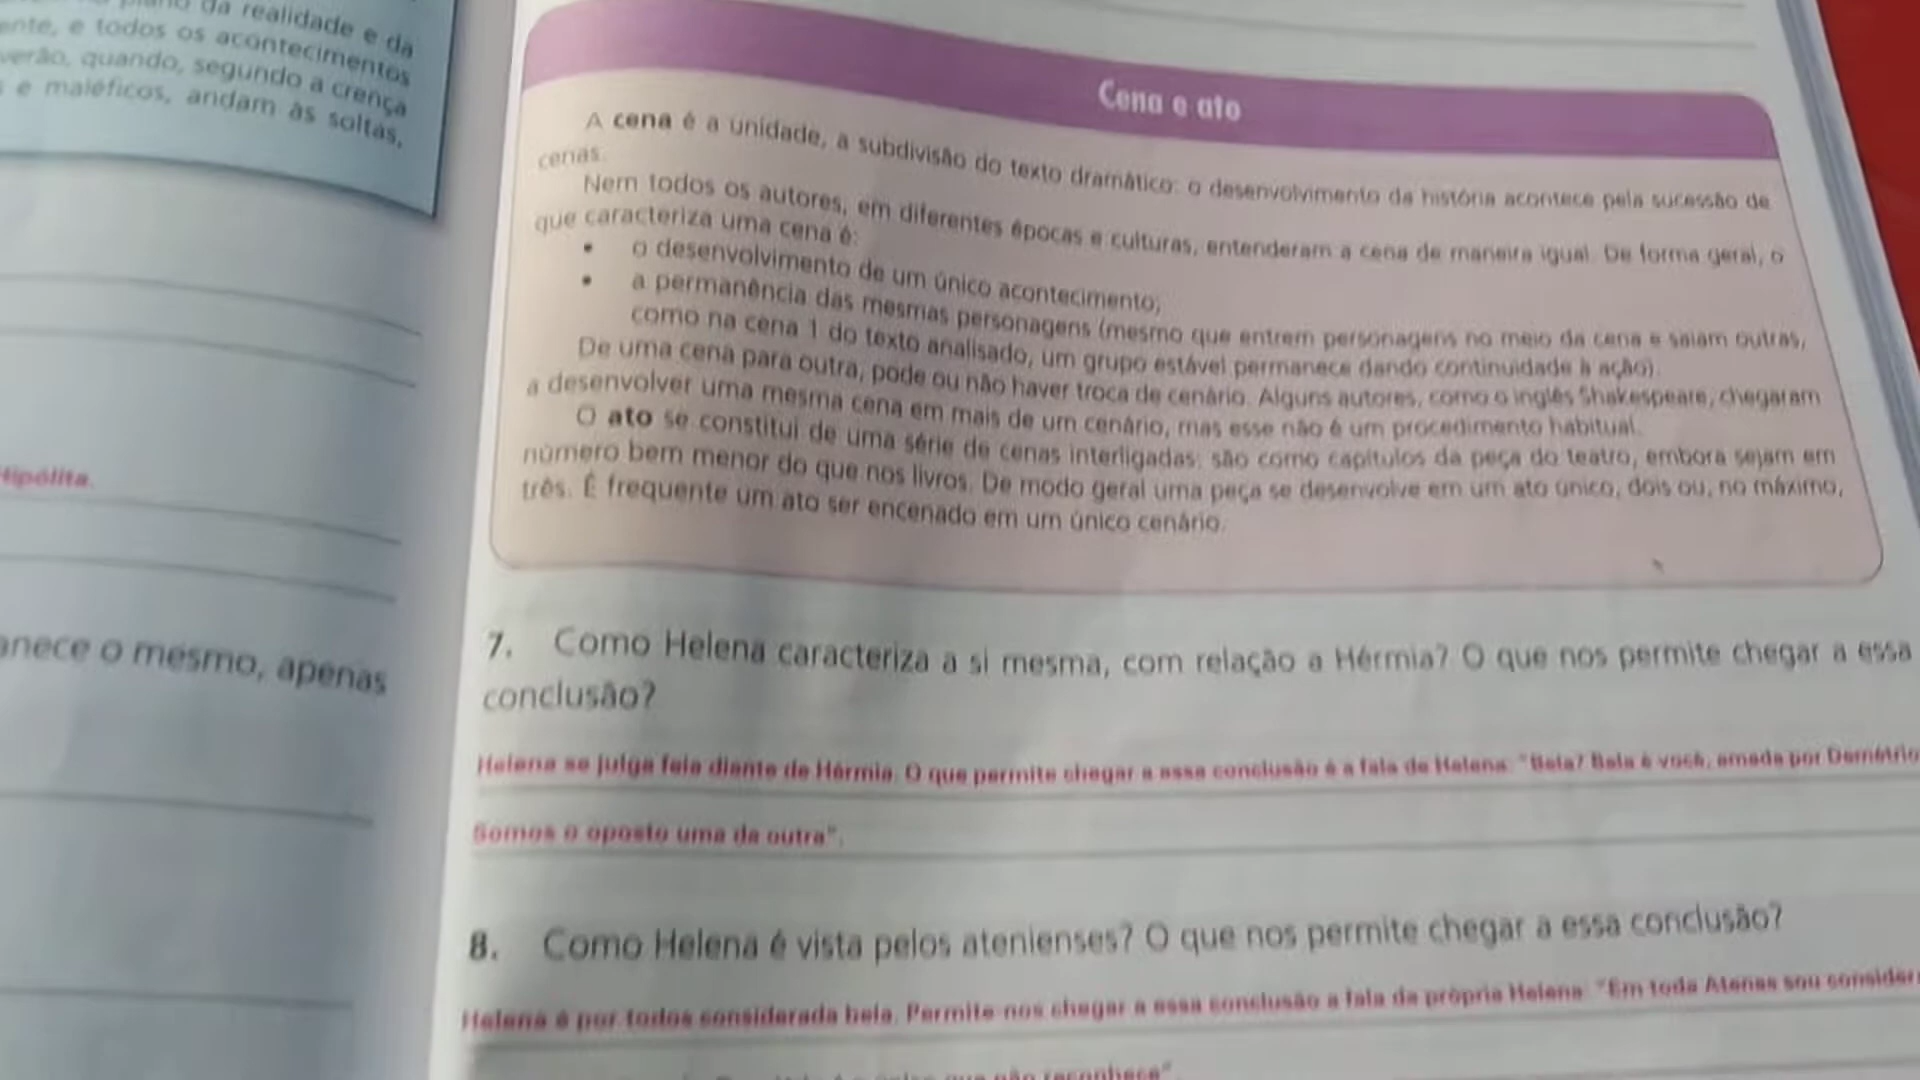 da realidade e da
ente, e todos os acontecimentos
verão, quando, segundo a crença
s e maléficos, andam às soltas,
Hipólita.
anece o mesmo, apenas
Cena e ato
A cena é a unidade, a subdivisão do texto dramático: o desenvolvimento da história acontece pela sucessão de
cenas.
Nem todos os autores, em diferentes épocas e culturas, entenderam a cena de maneira igual. De forma geral, o
que caracteriza uma cena é:
• o desenvolvimento de um único acontecimento;
• a permanência das mesmas personagens (mesmo que entrem personagens no meio da cena e saiam outras,
como na cena 1 do texto analisado, um grupo estável permanece dando continuidade à ação).
De uma cena para outra, pode ou não haver troca de cenário. Alguns autores, como o inglês Shakespeare, chegaram
a desenvolver uma mesma cena em mais de um cenário, mas esse não é um procedimento habitual.
O ato se constitui de uma série de cenas interligadas: são como capítulos da peça do teatro, embora sejam em
número bem menor do que nos livros. De modo geral uma peça se desenvolve em um ato único, dois ou, no máximo,
três. É frequente um ato ser encenado em um único cenário.
7. Como Helena caracteriza a si mesma, com relação a Hérmia? O que nos permite chegar a essa
conclusão?
Helena se julga feia diante de Hérmia. O que permite chegar a essa conclusão é a fala de Helena: "Bela? Bela é você, amada por Demétrio
Somos o oposto uma da outra".
8. Como Helena é vista pelos atenienses? O que nos permite chegar a essa conclusão?
Helena é por todos considerada bela. Permite-nos chegar a essa conclusão a fala da própria Helena: "Em toda Atenas sou consider
que não reconhece".